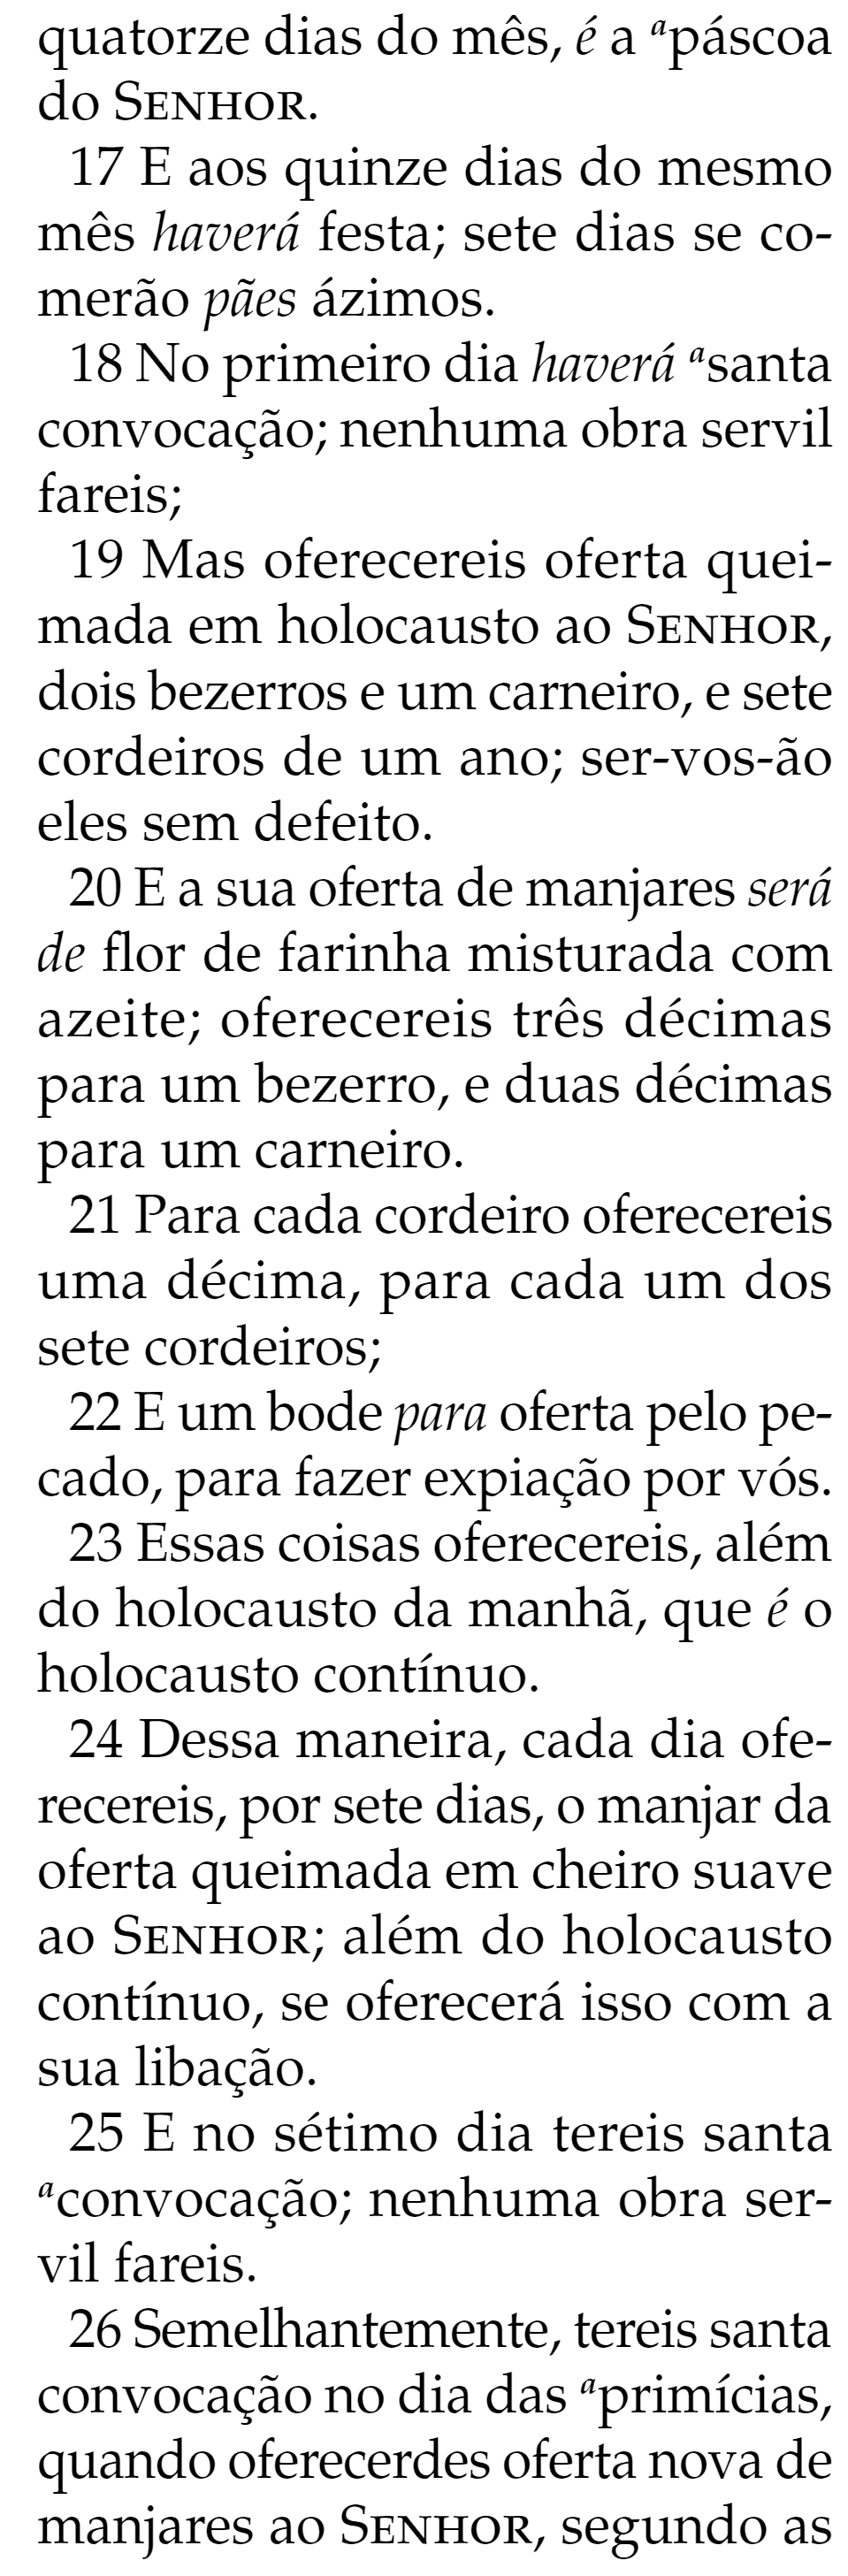 quatorze dias do mês, é a ᵃpáscoa
do SENHOR.
17 E aos quinze dias do mesmo
mês haverá festa; sete dias se co-
merão pães ázimos.
18 No primeiro dia haverá ᵃsanta
convocação; nenhuma obra servil
fareis;
19 Mas oferecereis oferta quei-
mada em holocausto ao SENHOR,
dois bezerros e um carneiro, e sete
cordeiros de um ano; ser-vos-ão
eles sem defeito.
20 E a sua oferta de manjares será
de flor de farinha misturada com
azeite; oferecereis três décimas
para um bezerro, e duas décimas
para um carneiro.
21 Para cada cordeiro oferecereis
uma décima, para cada um dos
sete cordeiros;
22 E um bode para oferta pelo pe-
cado, para fazer expiação por vós.
23 Essas coisas oferecereis, além
do holocausto da manhã, que é o
holocausto contínuo.
24 Dessa maneira, cada dia ofe-
recereis, por sete dias, o manjar da
oferta queimada em cheiro suave
ao SENHOR; além do holocausto
contínuo, se oferecerá isso com a
sua libação.
25 E no sétimo dia tereis santa
ᵃconvocação; nenhuma obra ser-
vil fareis.
26 Semelhantemente, tereis santa
convocação no dia das ᵃprimícias,
quando oferecerdes oferta nova de
manjares ao SENHOR, segundo as